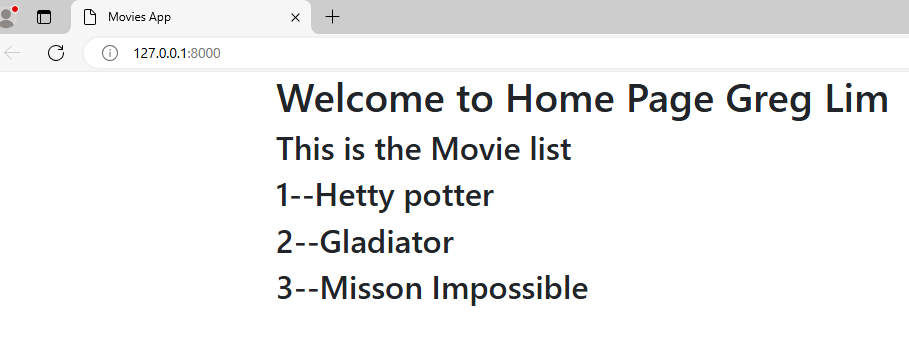 Movies App
127.0.0.1:8000
Welcome to Home Page Greg Lim
This is the Movie list
1--Hetty potter
2--Gladiator
3--Misson Impossible